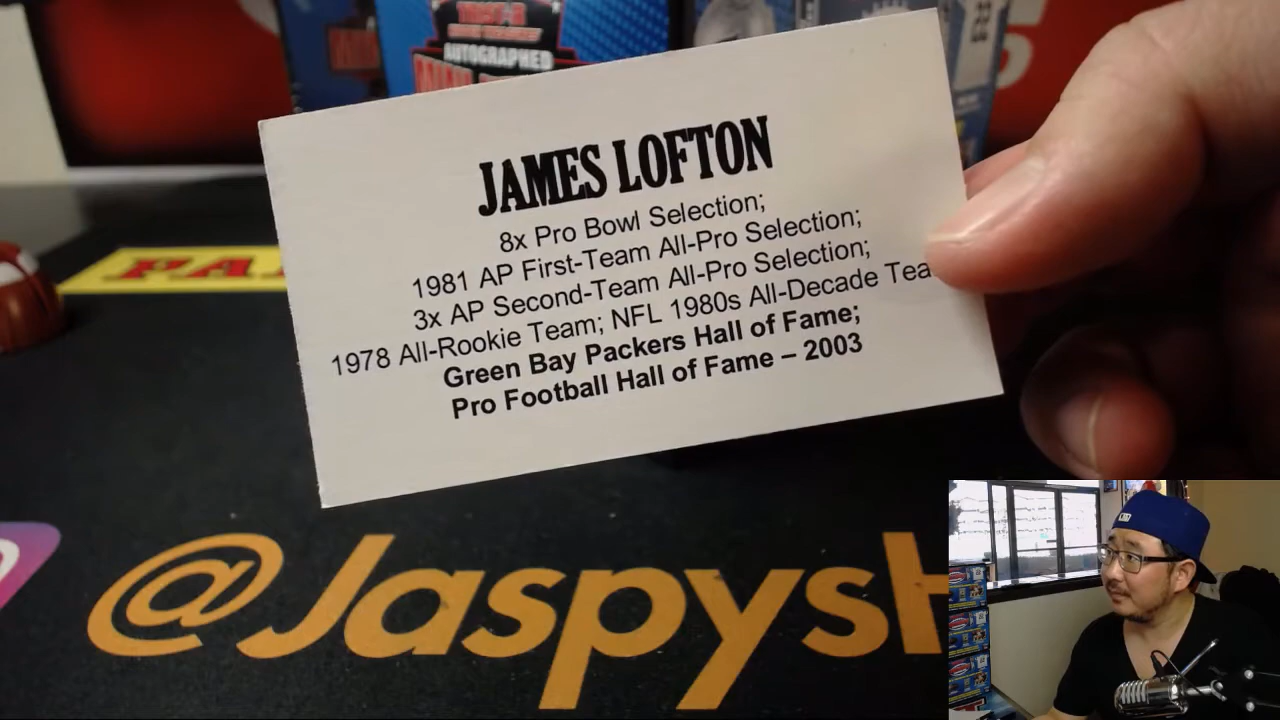 AUTOGRAPHED
JAMES LOFTON
8x Pro Bowl Selection;
1981 AP First-Team All-Pro Selection;
3x AP Second-Team All-Pro Selection;
1978 All-Rookie Team; NFL 1980s All-Decade Tea
Green Bay Packers Hall of Fame;
Pro Football Hall of Fame – 2003
PA
@Jaspysh